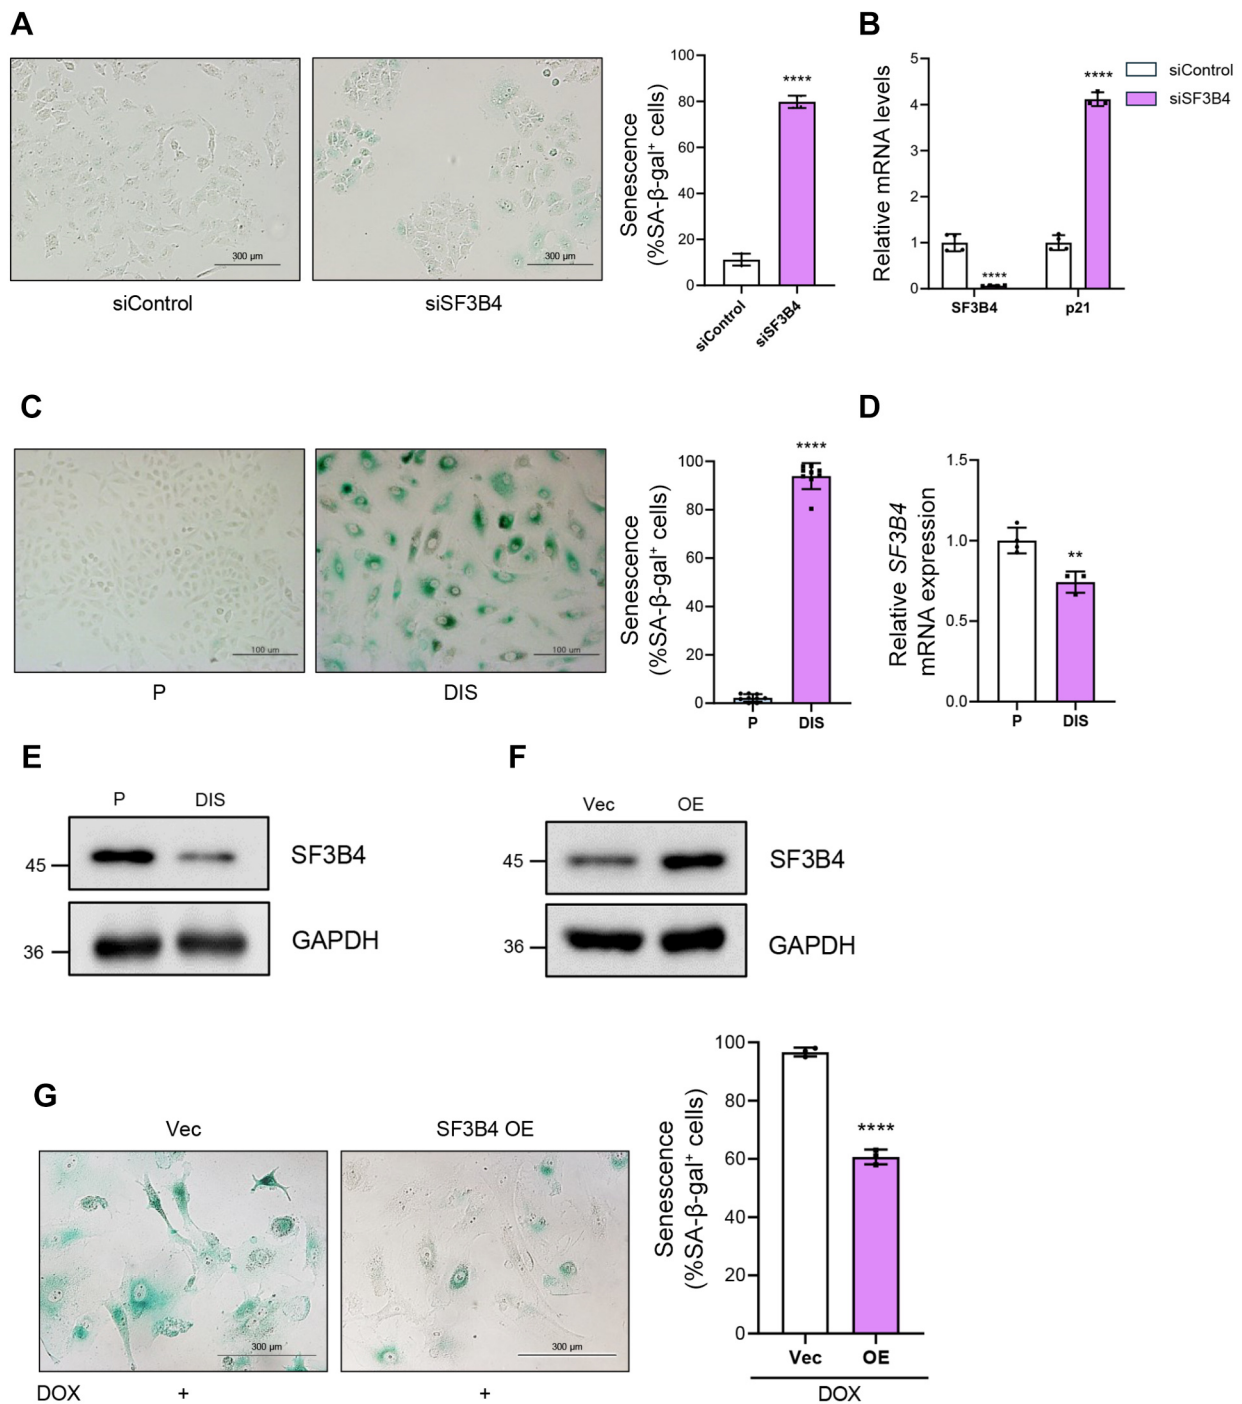 A
B
300 µm
300 µm
siControl
siSF3B4
Senescence
(%SA-β-gal⁺ cells)
100
80
60
40
20
0
****
siControl
siSF3B4
Relative mRNA levels
5
4
3
2
1
0
****
****
SF3B4
p21
siControl
siSF3B4
C
D
100 um
100 um
P
DIS
Senescence
(%SA-β-gal⁺ cells)
100
80
60
40
20
0
****
P
DIS
Relative SF3B4
mRNA expression
1.5
1.0
0.5
0.0
**
P
DIS
E
F
P
DIS
45
SF3B4
36
GAPDH
Vec
OE
45
SF3B4
36
GAPDH
G
Vec
SF3B4 OE
300 µm
300 µm
DOX
+
+
Senescence
(%SA-β-gal⁺ cells)
100
80
60
40
20
0
****
Vec
OE
DOX